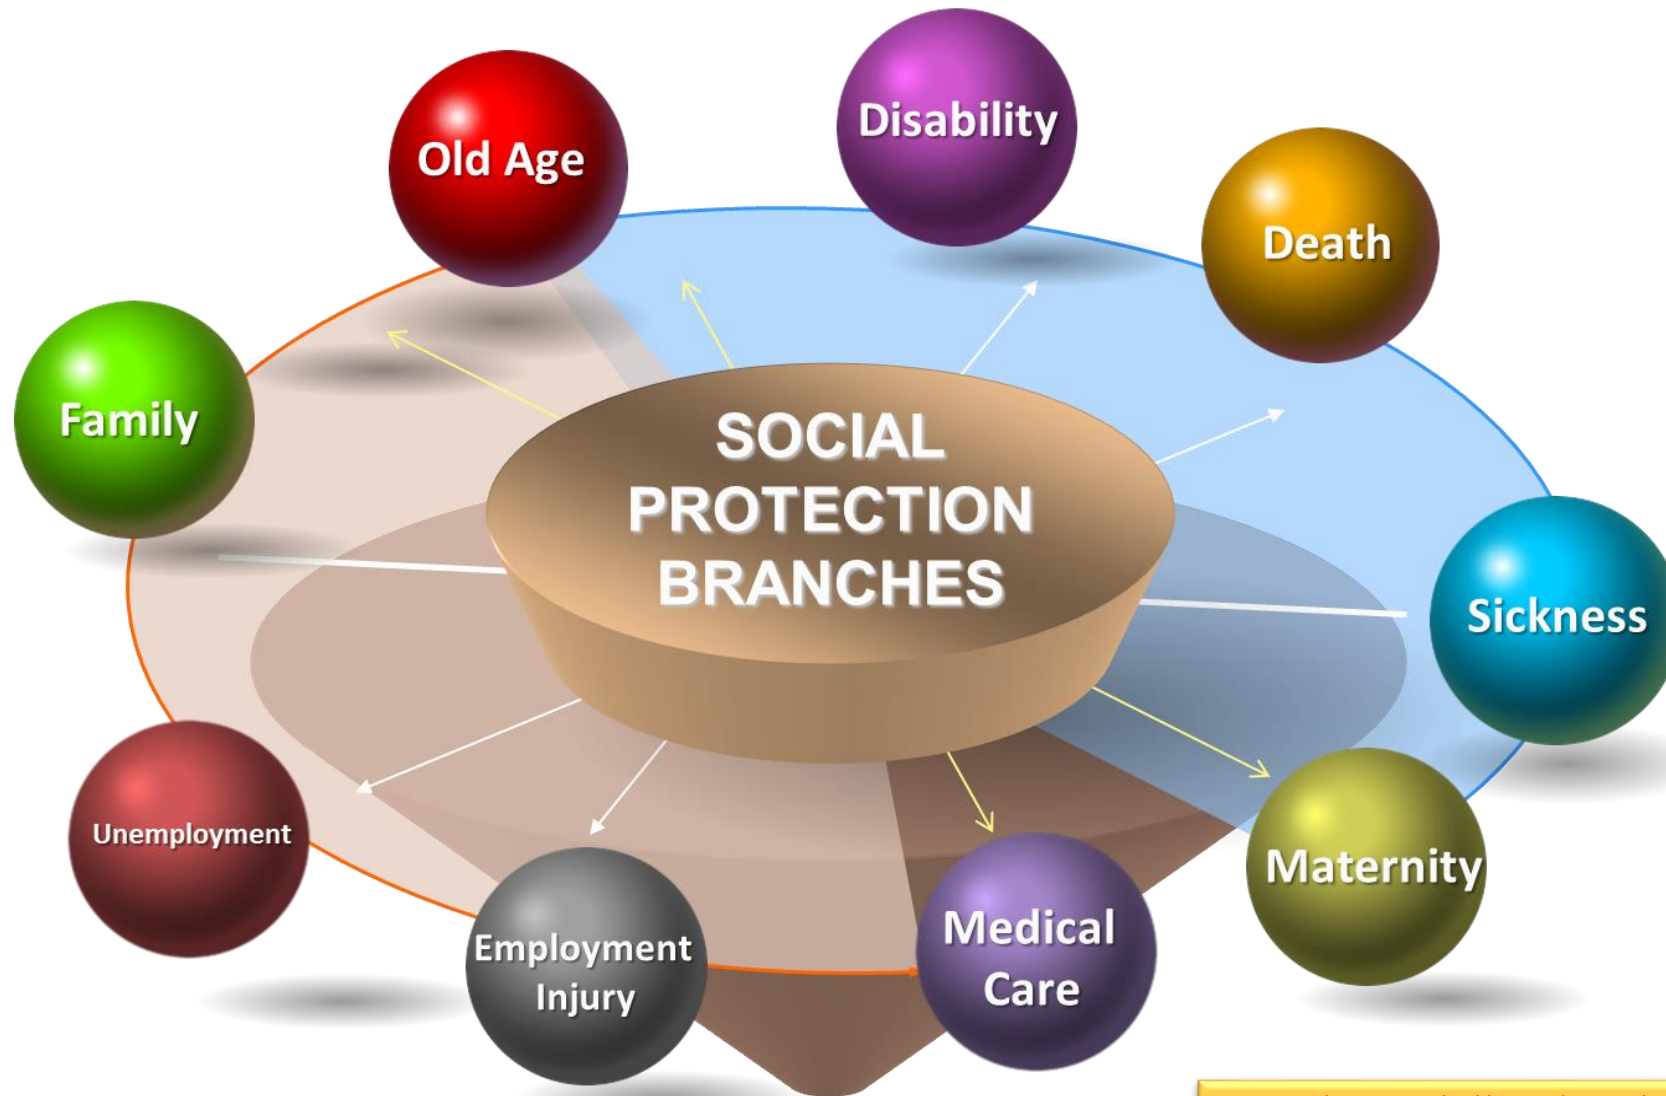 Disability
Old Age
Death
Family
SOCIAL
PROTECTION
BRANCHES
Sickness
Unemployment
Maternity
Employment
Injury
Medical
Care